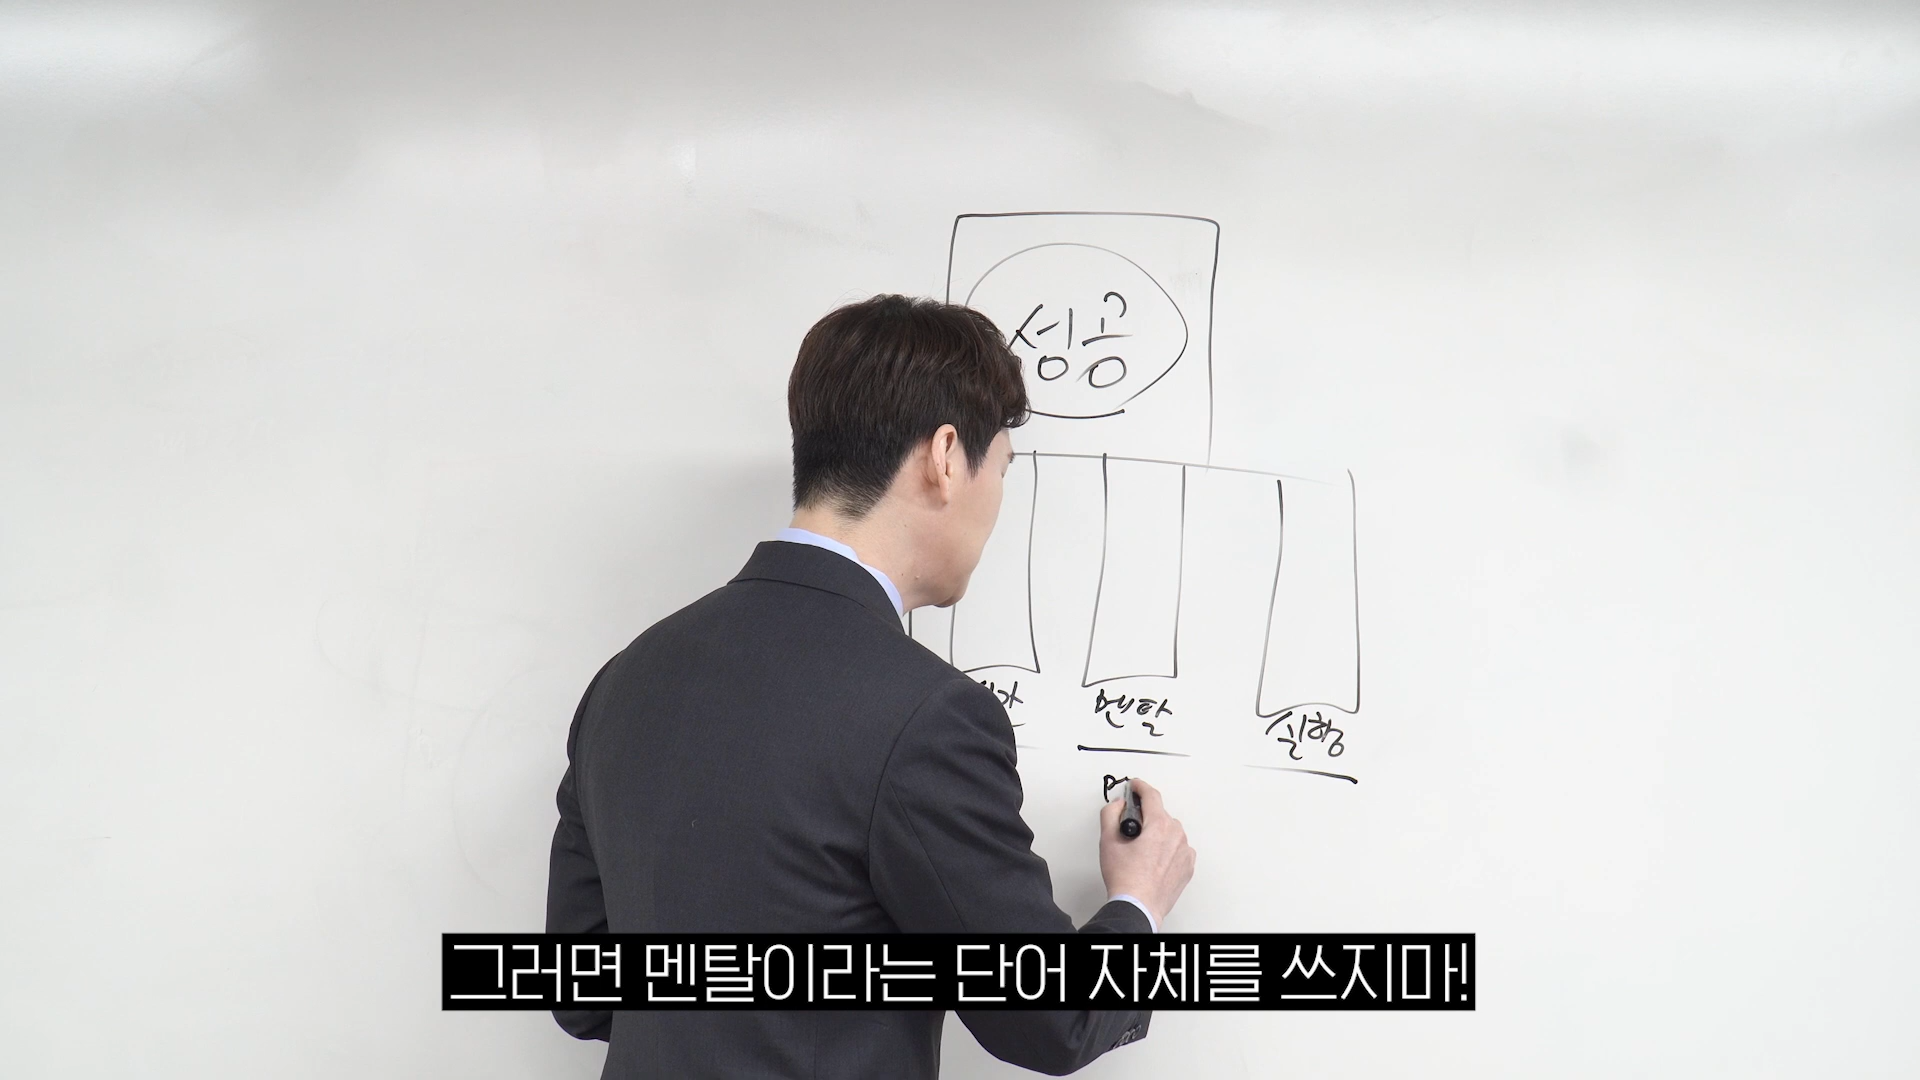 성공
멘탈
실행
그러면 멘탈이라는 단어 자체를 쓰지마!